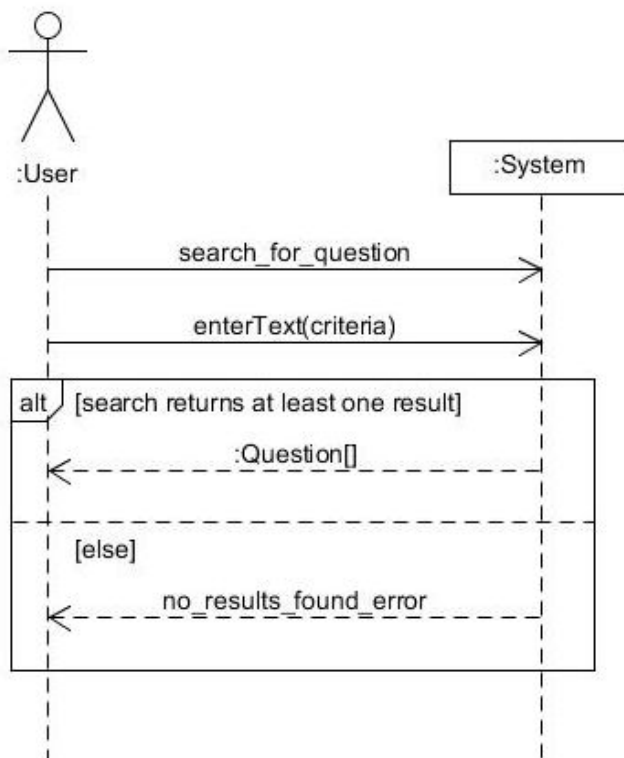 :User
:System
search_for_question
enterText(criteria)
alt [search returns at least one result]
:Question[]
[else]
no_results_found_error